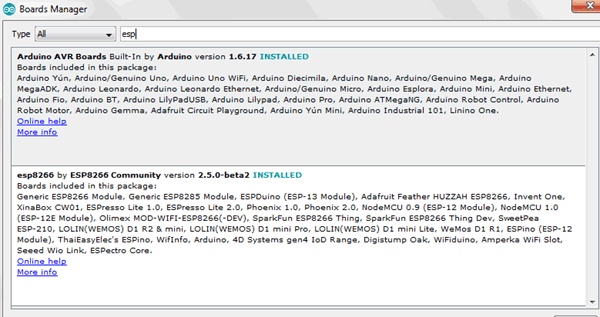 Boards Manager
Type All esp
Arduino AVR Boards Built-In by Arduino version 1.6.17 INSTALLED
Boards included in this package:
Arduino Yún, Arduino/Genuino Uno, Arduino Uno WiFi, Arduino Diecimila, Arduino Nano, Arduino/Genuino Mega, Arduino
MegaADK, Arduino Leonardo, Arduino Leonardo Ethernet, Arduino/Genuino Micro, Arduino Esplora, Arduino Mini, Arduino Ethernet,
Arduino Fio, Arduino BT, Arduino LilyPadUSB, Arduino Lilypad, Arduino Pro, Arduino ATMegaNG, Arduino Robot Control, Arduino
Robot Motor, Arduino Gemma, Adafruit Circuit Playground, Arduino Yún Mini, Arduino Industrial 101, Linino One.
Online help
More info
esp8266 by ESP8266 Community version 2.5.0-beta2 INSTALLED
Boards included in this package:
Generic ESP8266 Module, Generic ESP8285 Module, ESPDuino (ESP-13 Module), Adafruit Feather HUZZAH ESP8266, Invent One,
XinaBox CW01, ESPresso Lite 1.0, ESPresso Lite 2.0, Phoenix 1.0, Phoenix 2.0, NodeMCU 0.9 (ESP-12 Module), NodeMCU 1.0
(ESP-12E Module), Olimex MOD-WIFI-ESP8266(-DEV), SparkFun ESP8266 Thing, SparkFun ESP8266 Thing Dev, SweetPea
ESP-210, LOLIN(WEMOS) D1 R2 & mini, LOLIN(WEMOS) D1 mini Pro, LOLIN(WEMOS) D1 mini Lite, WeMos D1 R1, ESPino (ESP-12
Module), ThaiEasyElec's ESPino, WifInfo, Arduino, 4D Systems gen4 IoD Range, Digistump Oak, WiFiduino, Amperka WiFi Slot,
Seeed Wio Link, ESPectro Core.
Online help
More info